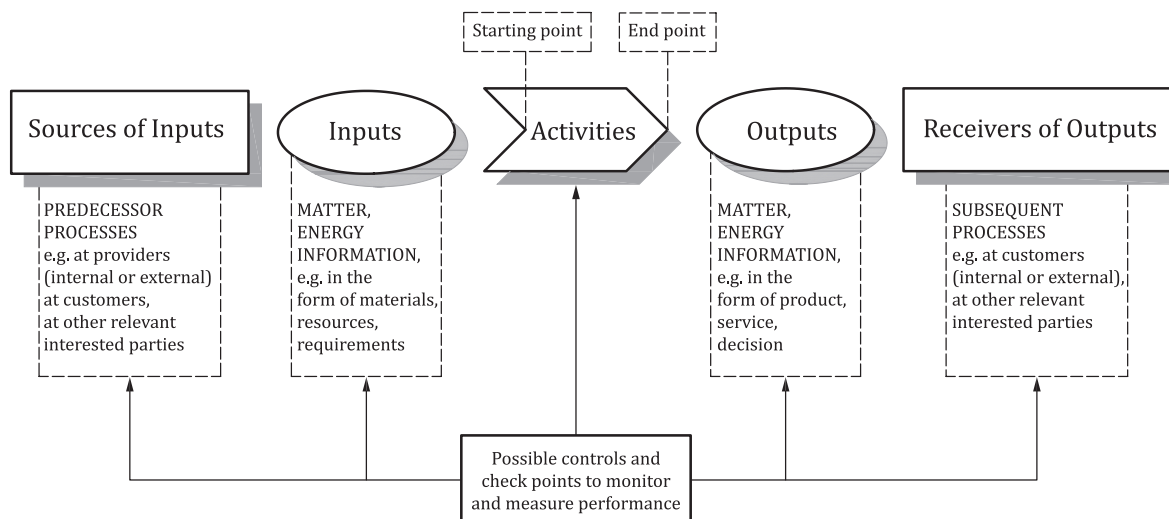 Starting point
End point
Sources of Inputs
Inputs
Activities
Outputs
Receivers of Outputs
PREDECESSOR
PROCESSES
e.g. at providers
(internal or external)
at customers,
at other relevant
interested parties
MATTER,
ENERGY
INFORMATION,
e.g. in the
form of materials,
resources,
requirements
MATTER,
ENERGY
INFORMATION,
e.g. in the
form of product,
service,
decision
SUBSEQUENT
PROCESSES
e.g. at customers
(internal or external),
at other relevant
interested parties
Possible controls and
check points to monitor
and measure performance